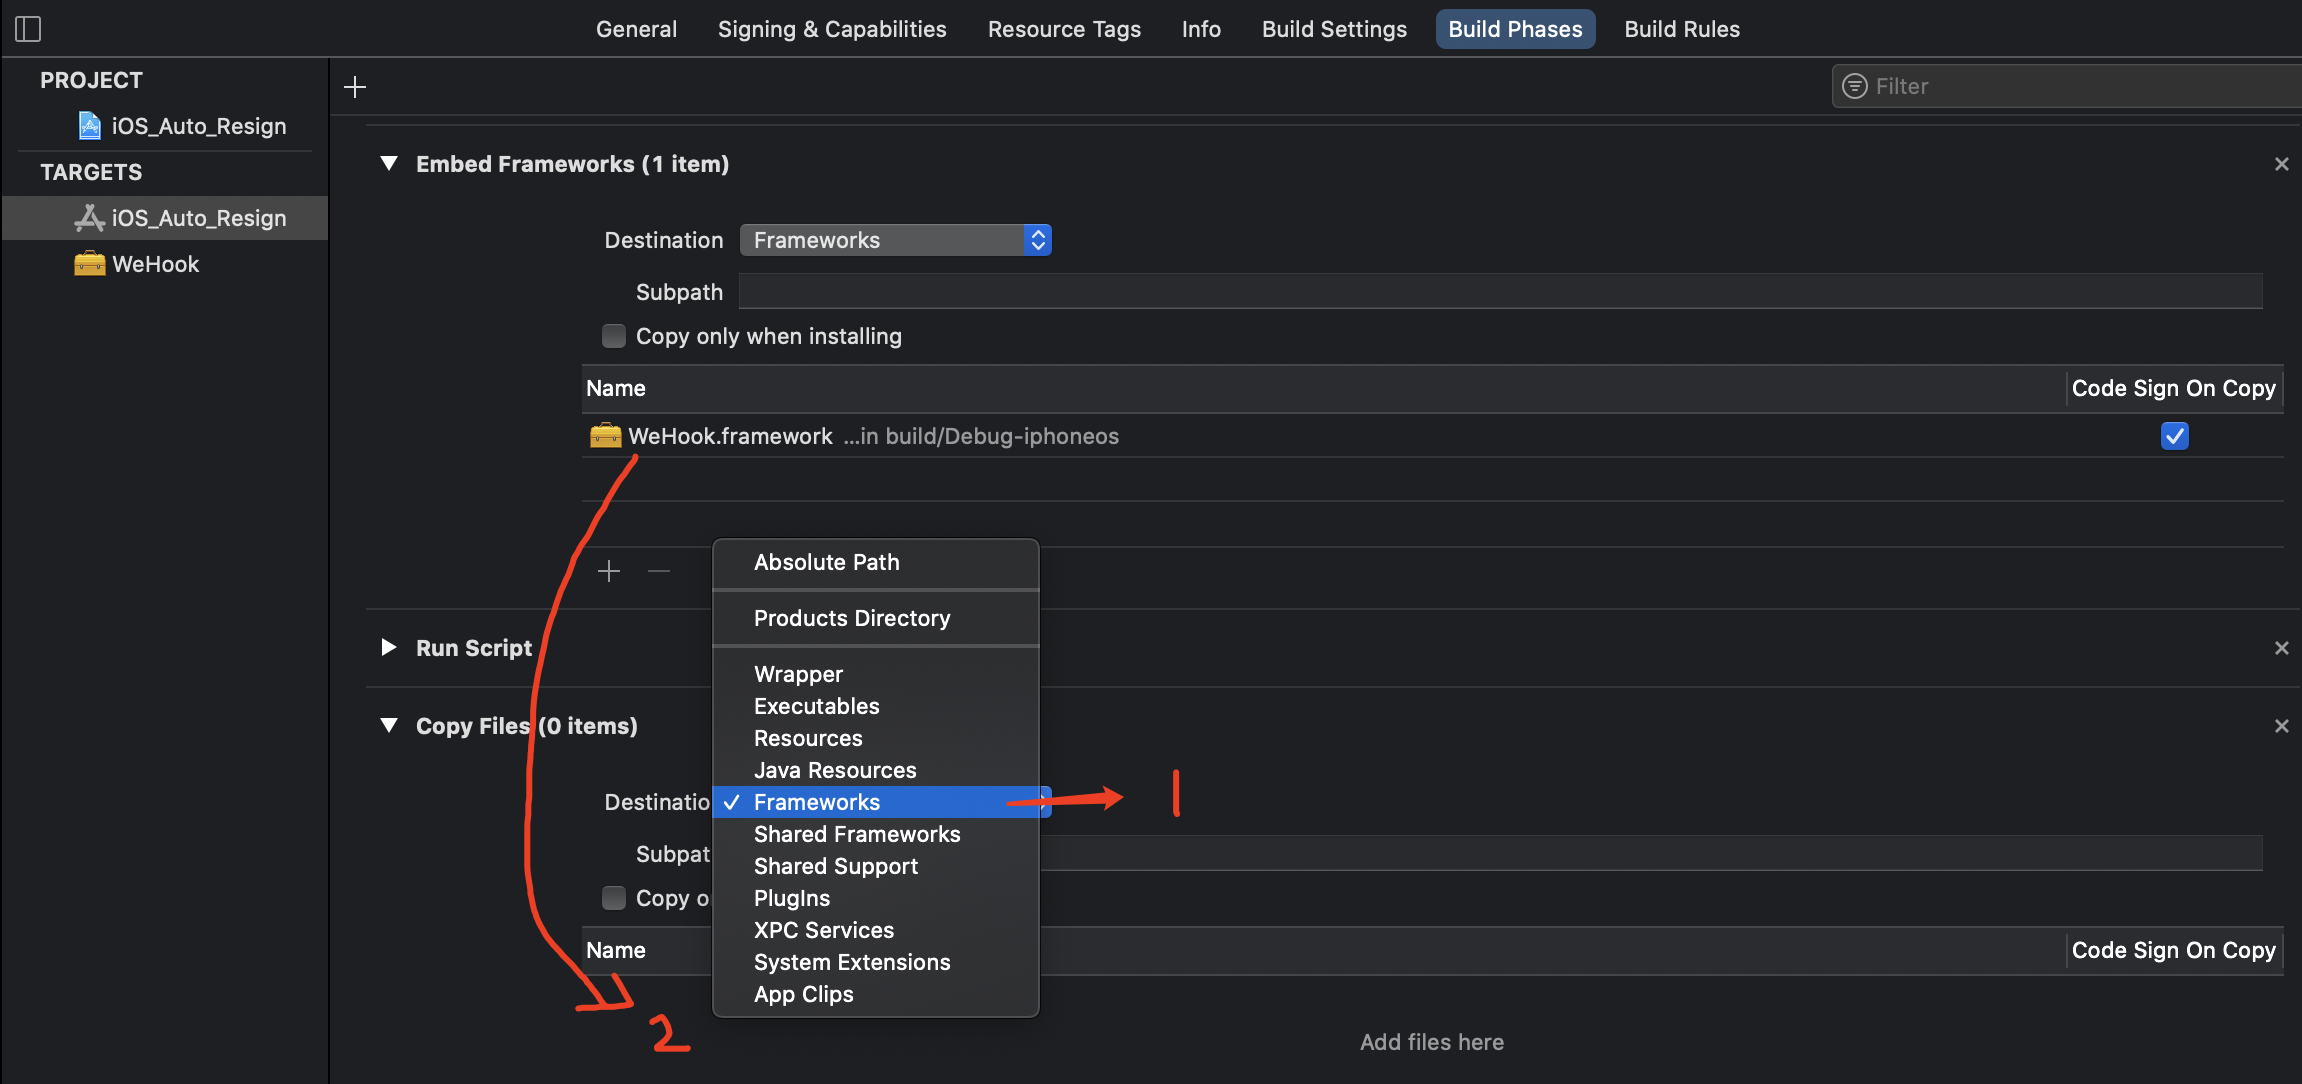 General Signing & Capabilities Resource Tags Info Build Settings Build Phases Build Rules
PROJECT
iOS_Auto_Resign
TARGETS
iOS_Auto_Resign
WeHook
Filter
Embed Frameworks (1 item)
Destination Frameworks
Subpath
Copy only when installing
Name Code Sign On Copy
WeHook.framework ...in build/Debug-iphoneos
Absolute Path
Products Directory
Run Script
Wrapper
Executables
Resources
Java Resources
Copy Files (0 items)
Destinatio
Frameworks
1
Shared Frameworks
Subpat
Shared Support
Copy o
PlugIns
XPC Services
Name Code Sign On Copy
System Extensions
App Clips
2
Add files here